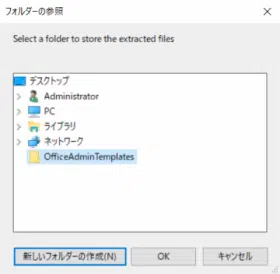 フォルダーの参照
Select a folder to store the extracted files
デスクトップ
Administrator
PC
ライブラリ
ネットワーク
OfficeAdminTemplates
新しいフォルダーの作成(N)
OK
キャンセル